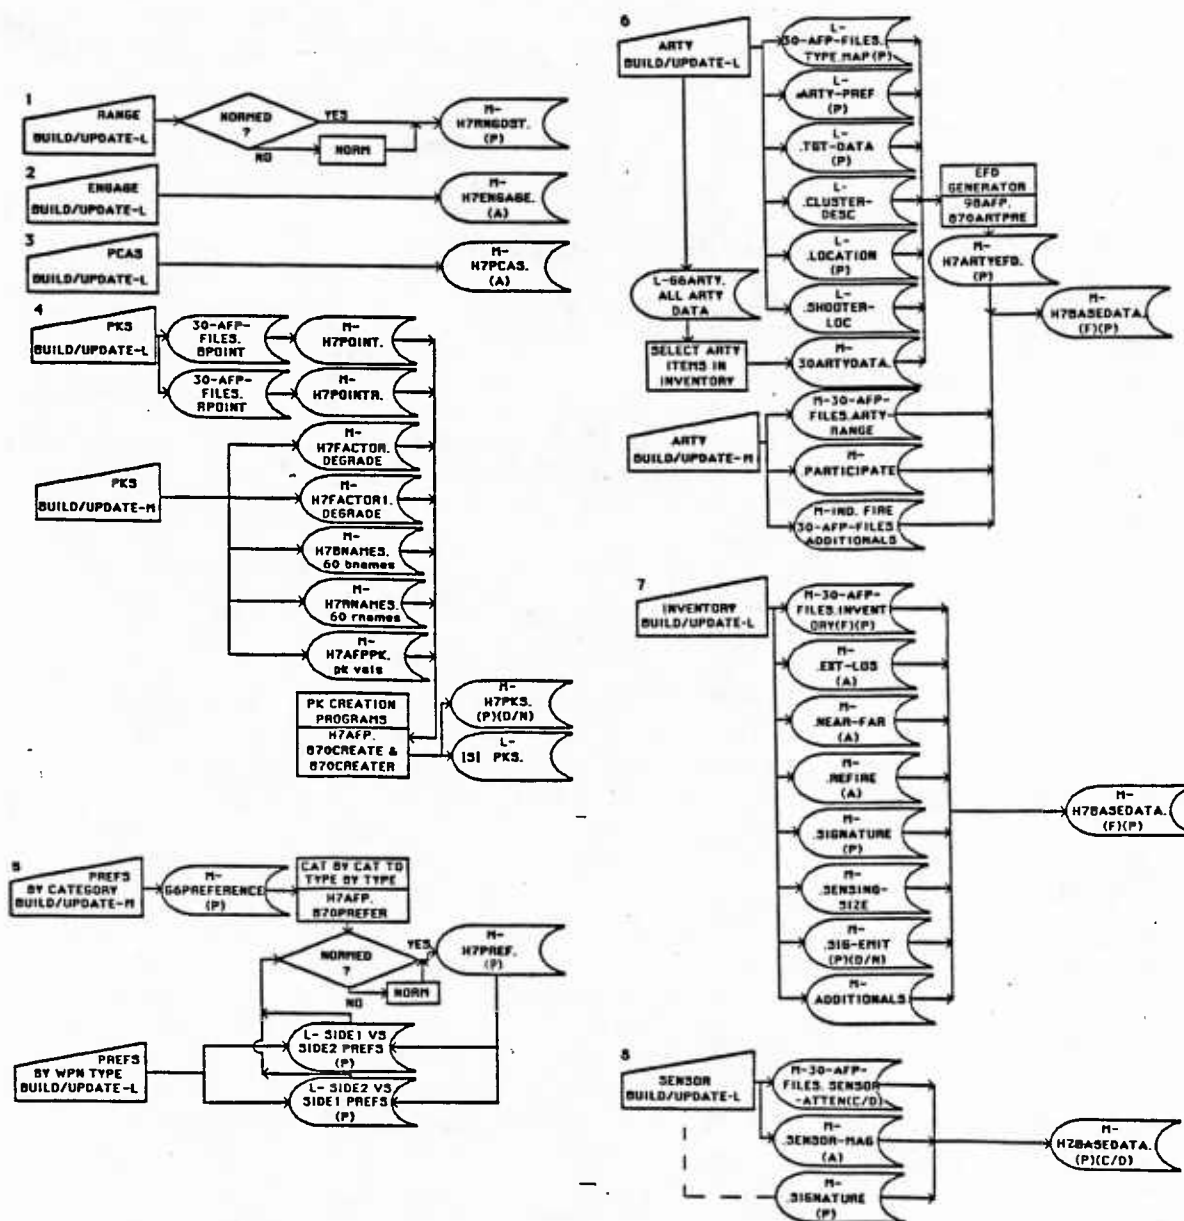 1
RANGE
BUILD/UPDATE-L
NORMED
?
YES
NO
NORM
M-
H7RNGDST.
(P)
2
ENGAGE
BUILD/UPDATE-L
M-
H7ENGAGE.
(A)
3
PCAS
BUILD/UPDATE-L
M-
H7PCAS.
(A)
4
PKS
BUILD/UPDATE-L
30-AFP-
FILES.
BPOINT
M-
H7POINT.
30-AFP-
FILES.
RPOINT
M-
H7POINTR.
PKS
BUILD/UPDATE-M
M-
H7FACTOR.
DEGRADE
M-
H7FACTOR1.
DEGRADE
M-
H7BNAMES.
60 bnames
M-
H7RNAMES.
60 rnames
M-
H7AFPPK.
pk vals
PK CREATION
PROGRAMS
H7AFP.
870CREATE &
870CREATER
M-
H7PKS.
(P)(D/N)
L-
PKS.
5
PREFS
BY CATEGORY
BUILD/UPDATE-M
M-
G6PREFERENCE
(P)
CAT BY CAT TO
TYPE BY TYPE
H7AFP.
870PREFER
NORMED
?
YES
NO
NORM
M-
H7PREF.
(P)
PREFS
BY WPN TYPE
BUILD/UPDATE-L
L- SIDE1 VS
SIDE2 PREFS
(P)
L- SIDE2 VS
SIDE1 PREFS
(P)
6
ARTY
BUILD/UPDATE-L
L-
30-AFP-FILES.
TYPE.MAP(P)
L-
.ARTY-PREF
(P)
L-
.TGT-DATA
(P)
L-
.CLUSTER-
DESC
L-
.LOCATION
(P)
L-
.SHOOTER-
LOC
L-G6ARTY.
ALL ARTY
DATA
SELECT ARTY
ITEMS IN
INVENTORY
M-
30ARTYDATA.
EFD
GENERATOR
98AFP.
870ARTPRE
M-
H7ARTYEFD.
(P)
M-
H7BASEDATA.
(F)(P)
ARTY
BUILD/UPDATE-M
M-30-AFP-
FILES.ARTY-
RANGE
M-
.PARTICIPATE
M-IND. FIRE
30-AFP-FILES
ADDITIONALS
7
INVENTORY
BUILD/UPDATE-L
M-30-AFP-
FILES.INVENT
ORY(F)(P)
M-
.EXT-LOS
(A)
M-
.NEAR-FAR
(A)
M-
.REFIRE
(A)
M-
.SIGNATURE
(P)
M-
.SENSING-
SIZE
M-
.SIG-EMIT
(P)(D/N)
M-
ADDITIONALS
M-
H7BASEDATA.
(F)(P)
8
SENSOR
BUILD/UPDATE-L
M-30-AFP-
FILES. SENSOR
-ATTEN(C/D)
M-
.SENSOR-MAG
(A)
M-
.SIGNATURE
(P)
M-
H7BASEDATA.
(P)(C/D)